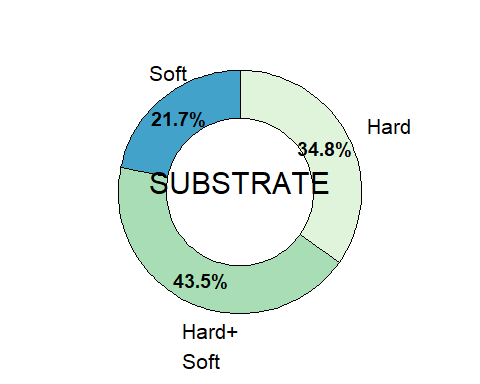 Soft
Hard
21.7%
34.8%
SUBSTRATE
43.5%
Hard+
Soft